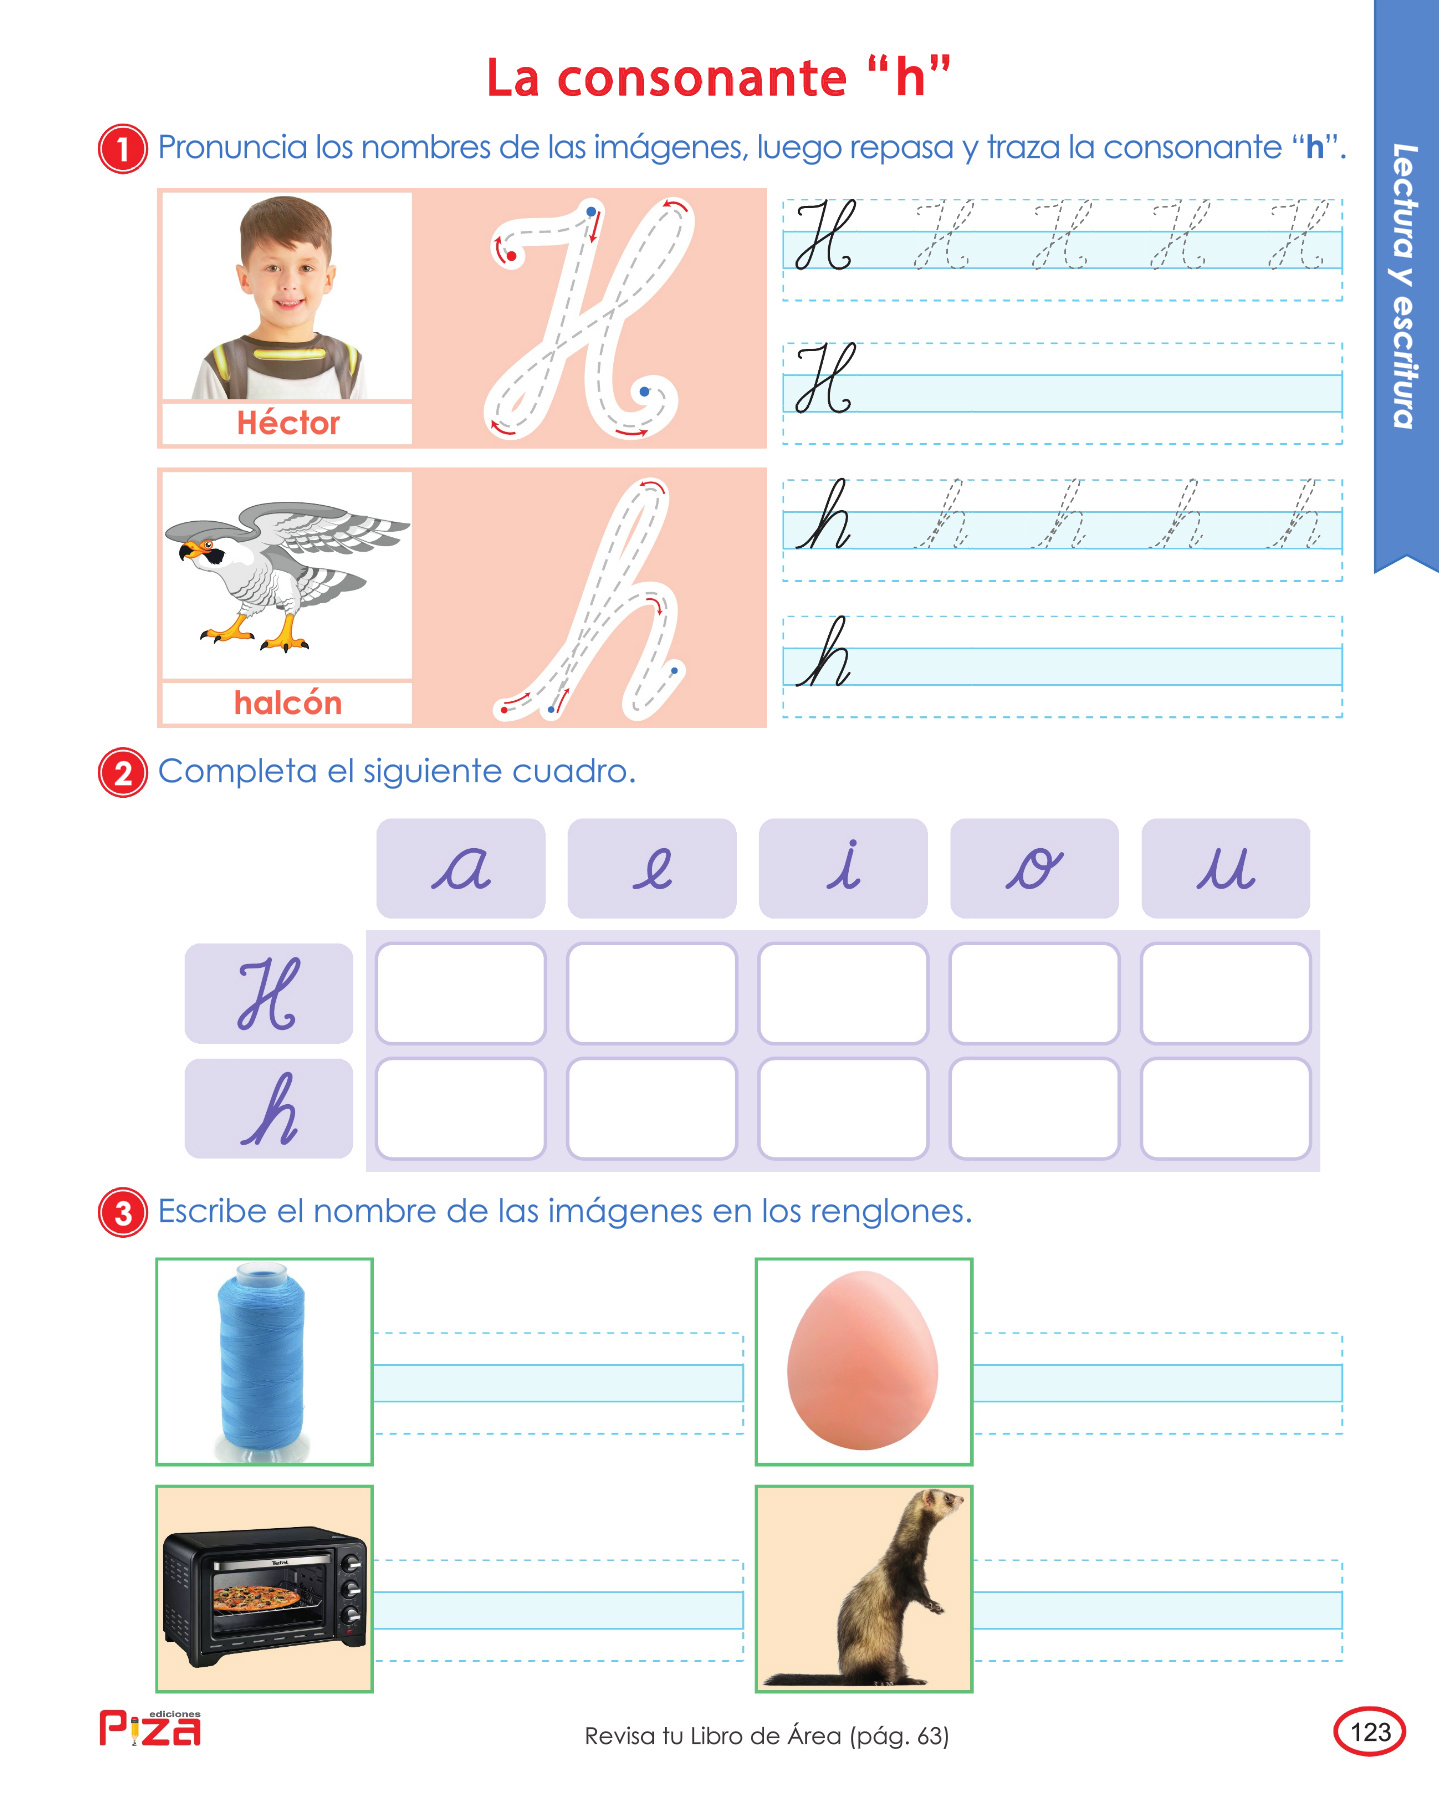 La consonante “h”
Lectura y escritura
1 Pronuncia los nombres de las imágenes, luego repasa y traza la consonante “h”.
H H H H H H
Héctor
H
h h h h h h
halcón
h
2 Completa el siguiente cuadro.
a e i o u
H
h
3 Escribe el nombre de las imágenes en los renglones.
Tefal
ediciones
Piza
Revisa tu Libro de Área (pág. 63)
123